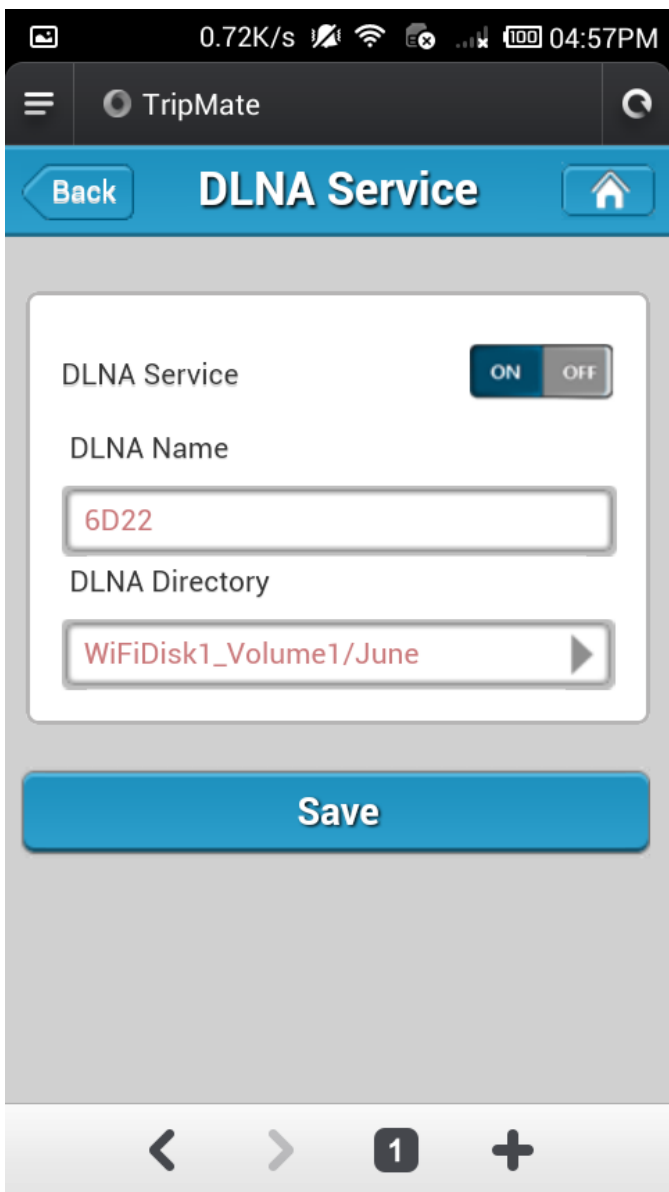 0.72K/s 100 04:57PM
TripMate
Back DLNA Service
DLNA Service ON OFF
DLNA Name
6D22
DLNA Directory
WiFiDisk1_Volume1/June
Save
1